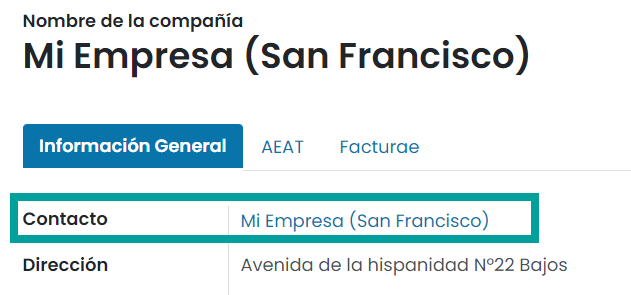 Nombre de la compañía
Mi Empresa (San Francisco)
Información General AEAT Facturae
Contacto Mi Empresa (San Francisco)
Dirección Avenida de la hispanidad Nº22 Bajos